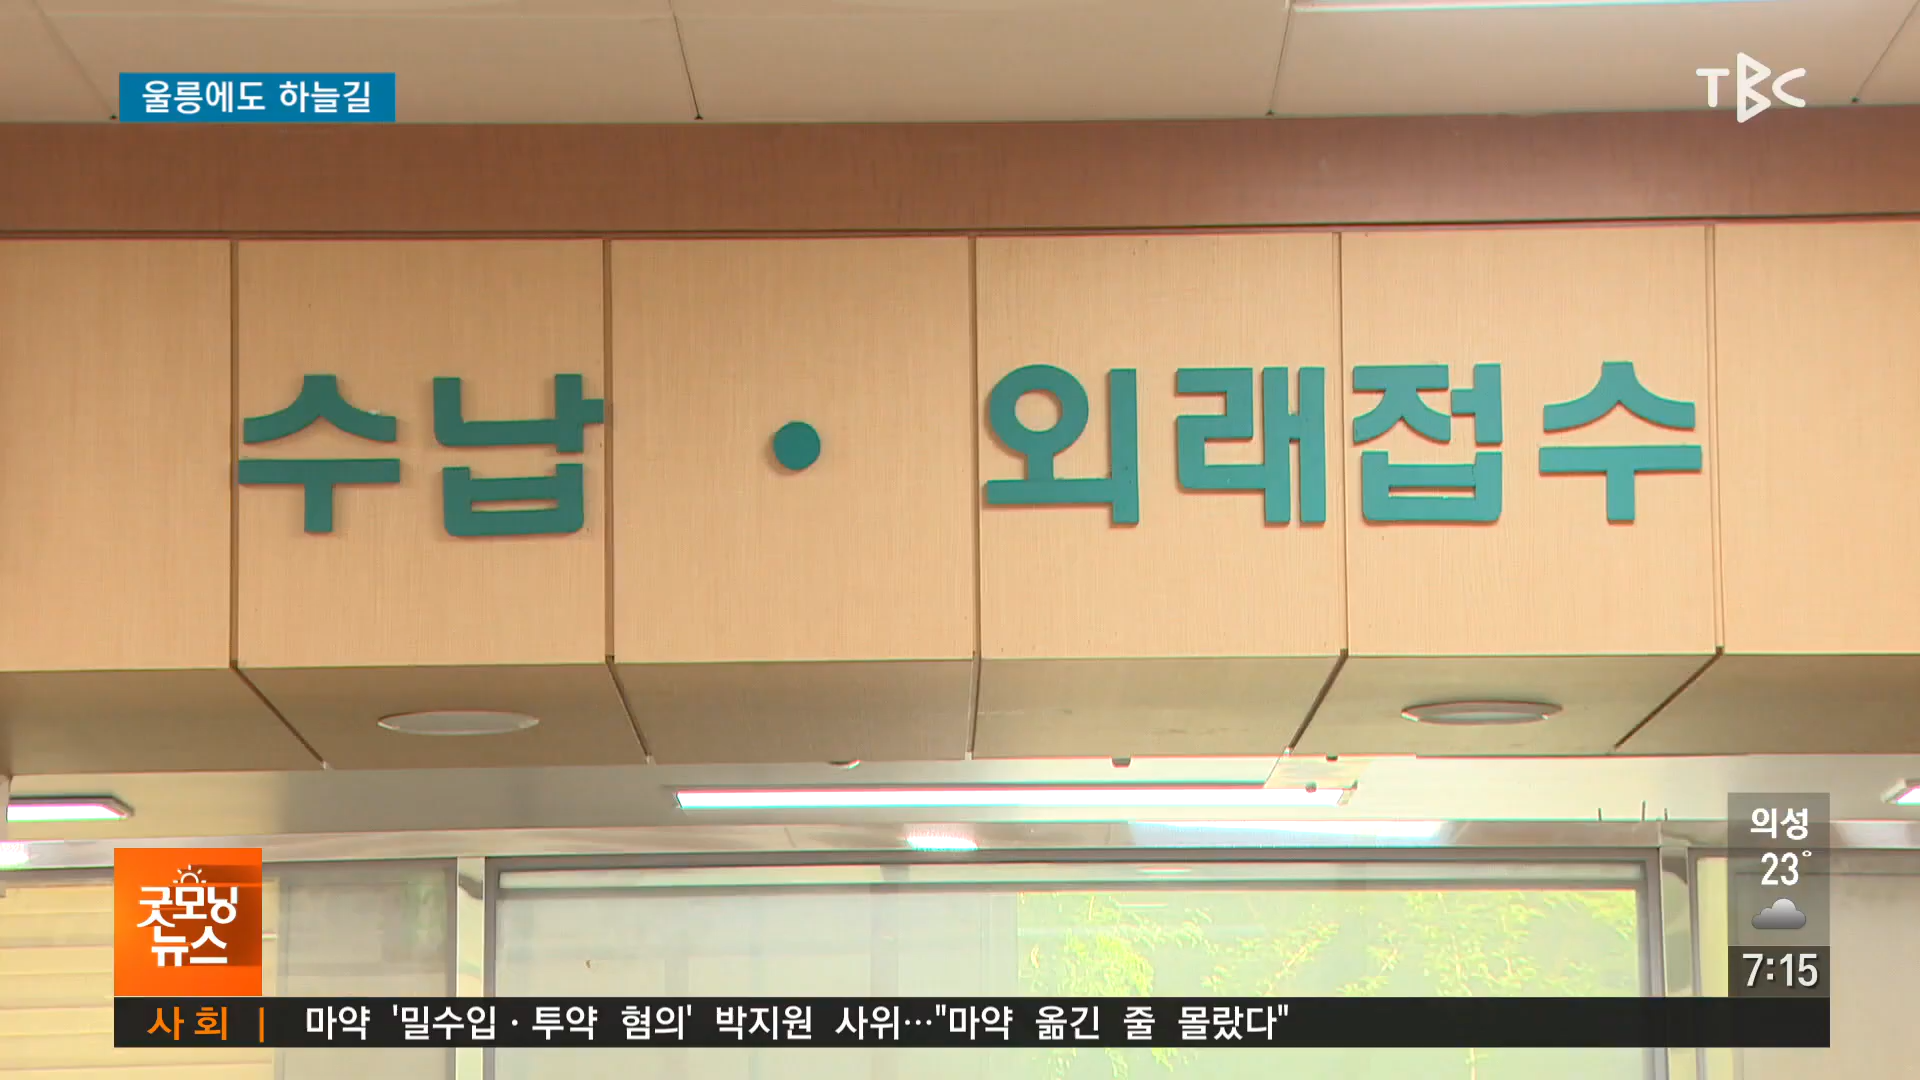 울릉에도 하늘길
TBC
수납 · 외래접수
의성
23°
굿모닝
뉴스
7:15
사회 | 마약 '밀수입·투약 혐의' 박지원 사위…"마약 옮긴 줄 몰랐다"